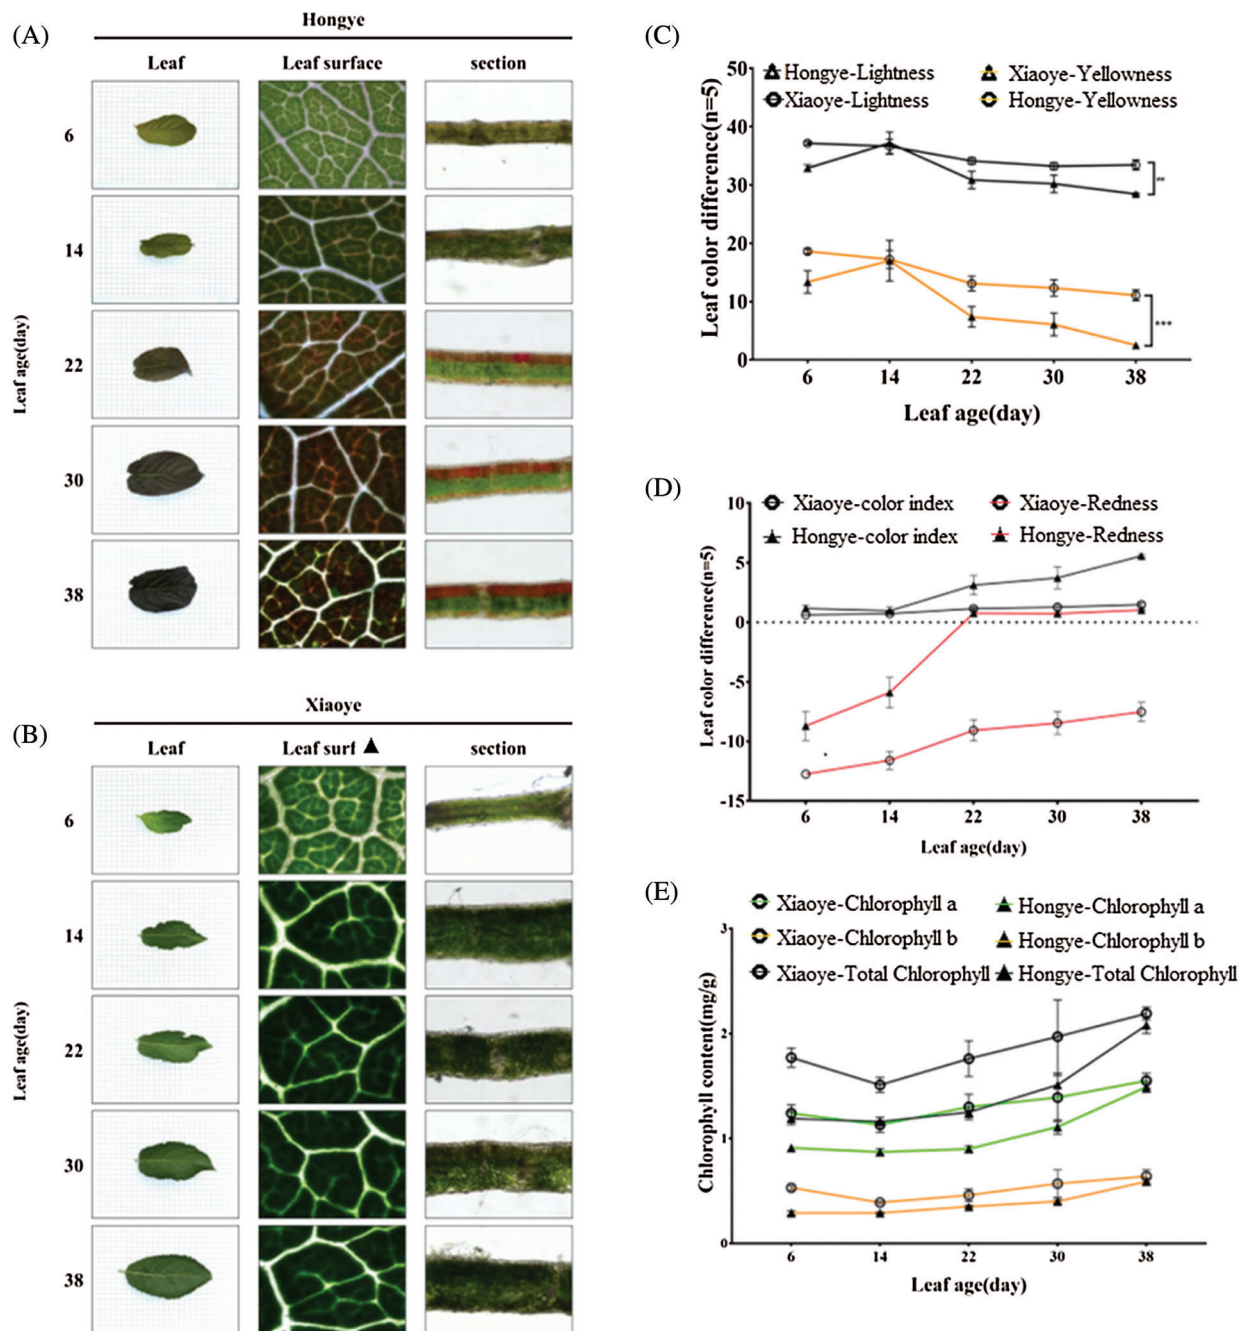 (A)
Hongye
Leaf Leaf surface section
6
14
22
30
38
Leaf age(day)
(B)
Xiaoye
Leaf Leaf surf section
6
14
22
30
38
Leaf age(day)
(C)
Hongye-Lightness Xiaoye-Yellowness
Xiaoye-Lightness Hongye-Yellowness
Leaf color difference(n=5)
50
40
30
20
10
0
**
***
6 14 22 30 38
Leaf age(day)
(D)
Xiaoye-color index Xiaoye-Redness
Hongye-color index Hongye-Redness
Leaf color difference(n=5)
10
5
0
-5
-10
-15
6 14 22 30 38
Leaf age(day)
(E)
Xiaoye-Chlorophyll a Hongye-Chlorophyll a
Xiaoye-Chlorophyll b Hongye-Chlorophyll b
Xiaoye-Total Chlorophyll Hongye-Total Chlorophyll
Chlorophyll content(mg/g)
3
2
1
0
6 14 22 30 38
Leaf age(day)